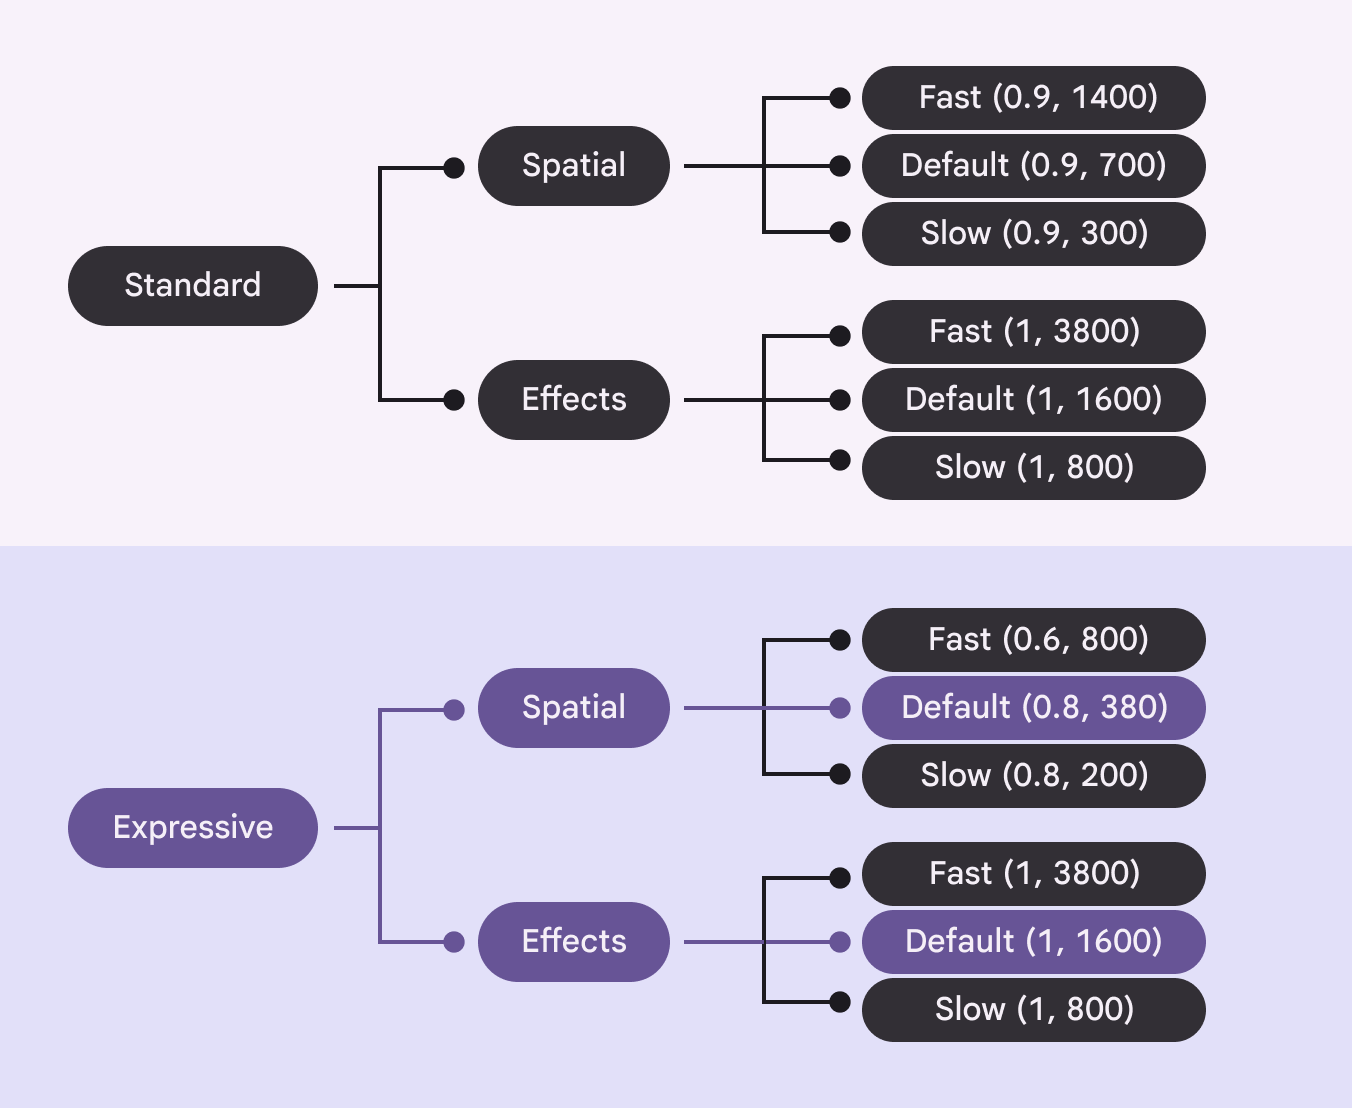 Standard
Spatial
Fast (0.9, 1400)
Default (0.9, 700)
Slow (0.9, 300)
Effects
Fast (1, 3800)
Default (1, 1600)
Slow (1, 800)
Expressive
Spatial
Fast (0.6, 800)
Default (0.8, 380)
Slow (0.8, 200)
Effects
Fast (1, 3800)
Default (1, 1600)
Slow (1, 800)